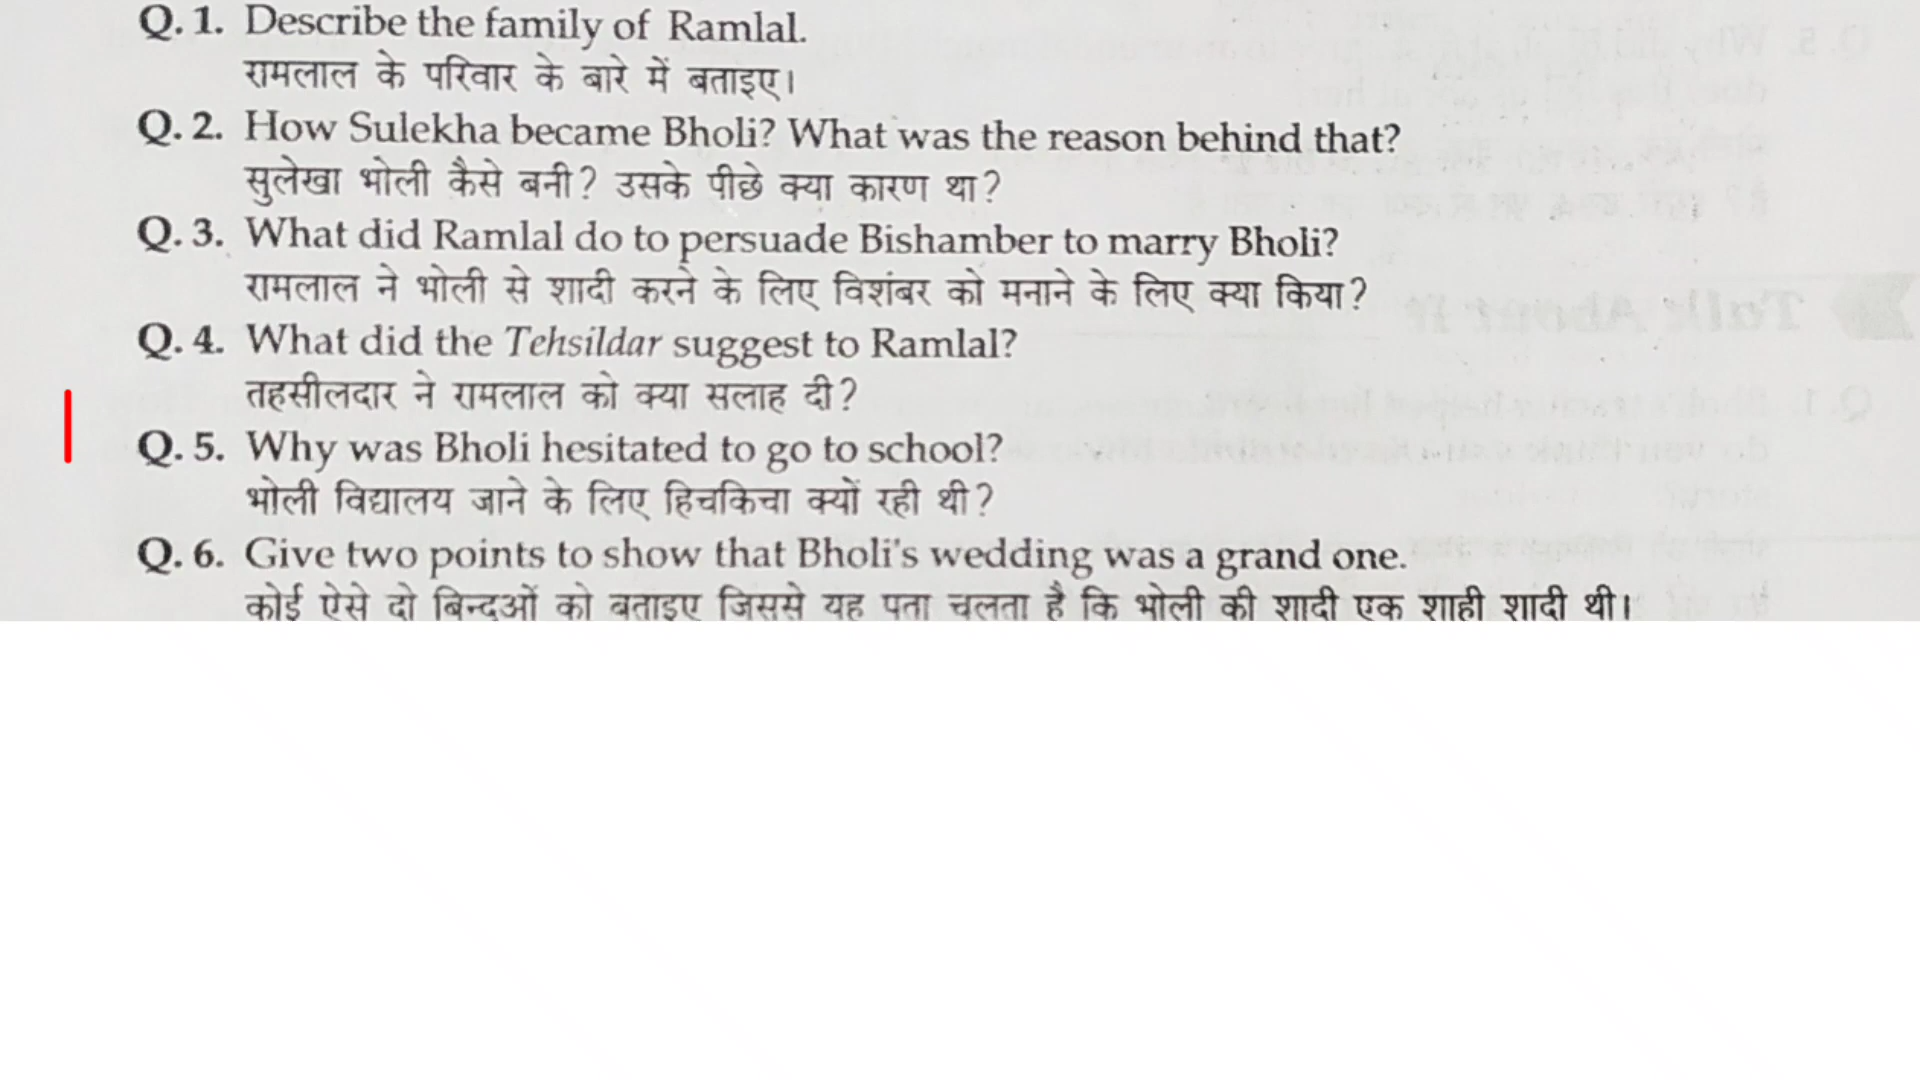 Q. 1. Describe the family of Ramlal.
रामलाल के परिवार के बारे में बताइए।
Q. 2. How Sulekha became Bholi? What was the reason behind that?
सुलेखा भोली कैसे बनी? उसके पीछे क्या कारण था?
Q. 3. What did Ramlal do to persuade Bishamber to marry Bholi?
रामलाल ने भोली से शादी करने के लिए विशंबर को मनाने के लिए क्या किया?
Q. 4. What did the Tehsildar suggest to Ramlal?
तहसीलदार ने रामलाल को क्या सलाह दी?
Q. 5. Why was Bholi hesitated to go to school?
भोली विद्यालय जाने के लिए हिचकिचा क्यों रही थी?
Q. 6. Give two points to show that Bholi's wedding was a grand one.
कोई ऐसे दो बिन्दुओं को बताइए जिससे यह पता चलता है कि भोली की शादी एक शाही शादी थी।